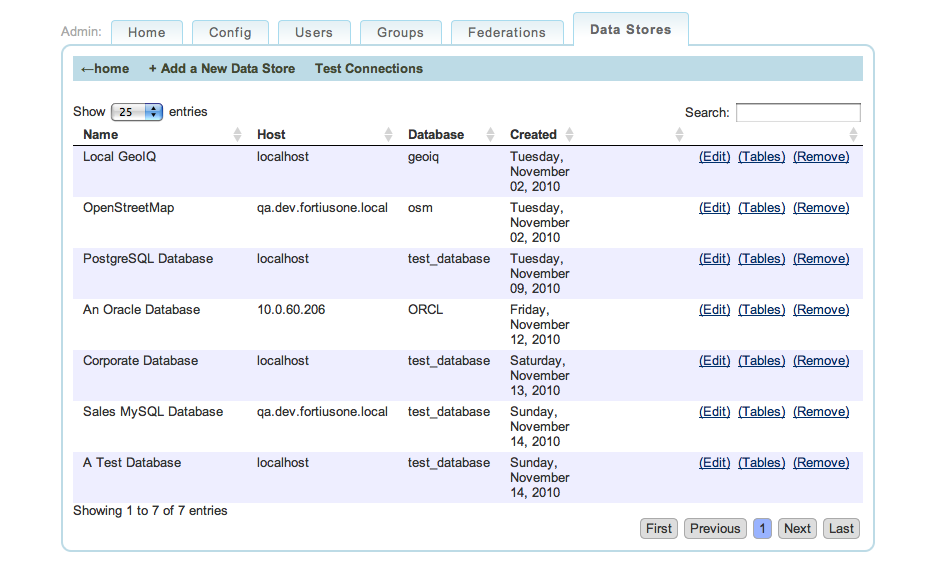 Admin: Home Config Users Groups Federations Data Stores
←home + Add a New Data Store Test Connections
Show 25 entries Search:
Name Host Database Created
Local GeoIQ localhost geoiq Tuesday, (Edit) (Tables) (Remove)
November
02, 2010
OpenStreetMap qa.dev.fortiusone.local osm Tuesday, (Edit) (Tables) (Remove)
November
02, 2010
PostgreSQL Database localhost test_database Tuesday, (Edit) (Tables) (Remove)
November
09, 2010
An Oracle Database 10.0.60.206 ORCL Friday, (Edit) (Tables) (Remove)
November
12, 2010
Corporate Database localhost test_database Saturday, (Edit) (Tables) (Remove)
November
13, 2010
Sales MySQL Database qa.dev.fortiusone.local test_database Sunday, (Edit) (Tables) (Remove)
November
14, 2010
A Test Database localhost test_database Sunday, (Edit) (Tables) (Remove)
November
14, 2010
Showing 1 to 7 of 7 entries
First Previous 1 Next Last